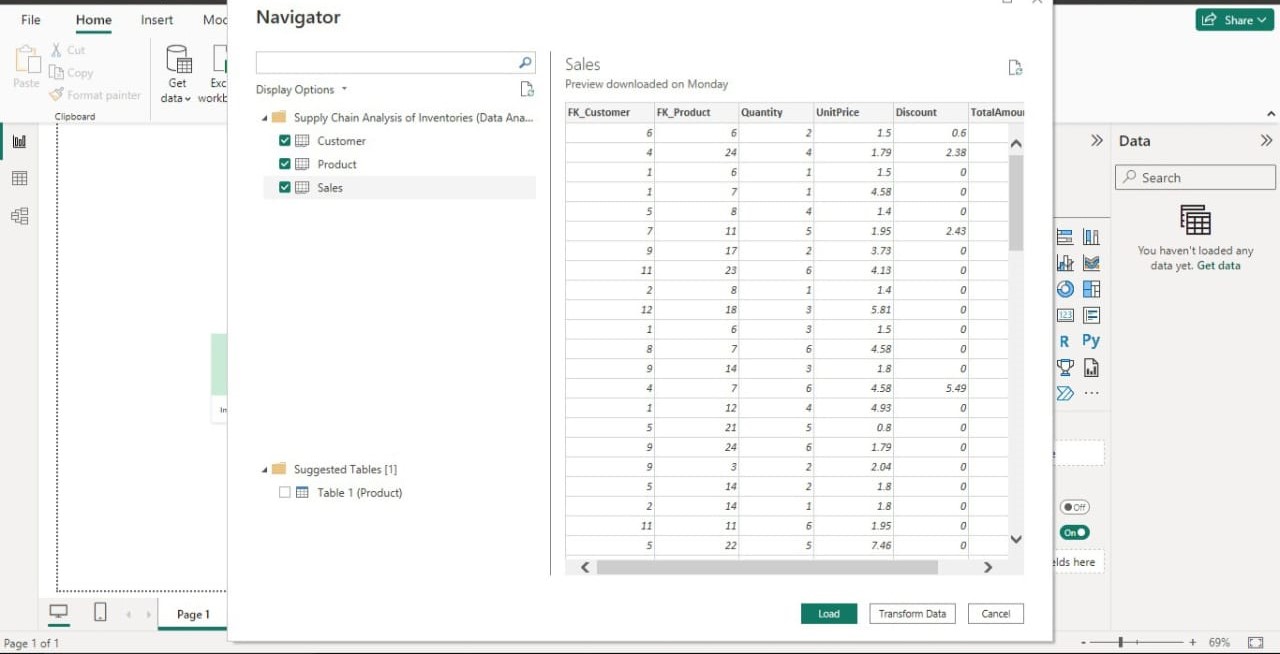 File Home Insert
Share
Navigator
Cut
Copy
Paste
Format painter
Clipboard
Get
data
Display Options
Supply Chain Analysis of Inventories (Data Ana...
Customer
Product
Sales
Suggested Tables [1]
Table 1 (Product)
Sales
Preview downloaded on Monday
FK_Customer FK_Product Quantity UnitPrice Discount
6 6 2 1.5 0.6
4 24 4 1.79 2.38
1 6 1 1.5 0
1 7 1 4.58 0
5 8 4 1.4 0
7 11 5 1.95 2.43
9 17 2 3.73 0
11 23 6 4.13 0
2 8 1 1.4 0
12 18 3 5.81 0
1 6 3 1.5 0
8 7 6 4.58 0
9 14 3 1.8 0
4 7 6 4.58 5.49
1 12 4 4.93 0
5 21 5 0.8 0
9 24 6 1.79 0
9 3 2 2.04 0
5 14 2 1.8 0
2 14 1 1.8 0
11 11 6 1.95 0
5 22 5 7.46 0
Load Transform Data Cancel
Data
Search
You haven't loaded any
data yet. Get data
123
R Py
...
Off
On
elds here
Page 1
Page 1 of 1
- + 69%